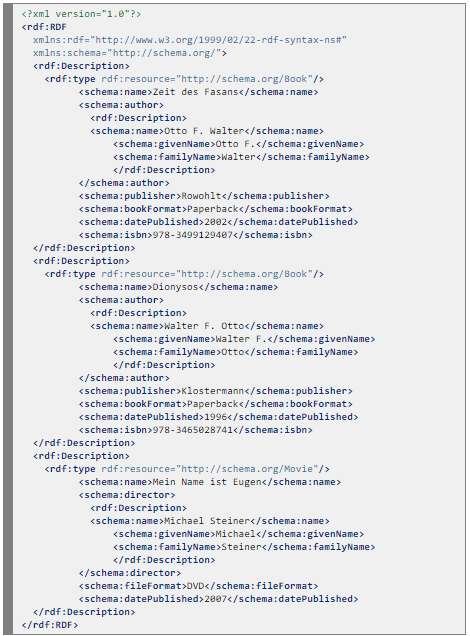 <?xml version="1.0"?>
<rdf:RDF
xmlns:rdf="http://www.w3.org/1999/02/22-rdf-syntax-ns#"
xmlns:schema="http://schema.org/">
<rdf:Description>
<rdf:type rdf:resource="http://schema.org/Book"/>
<schema:name>Zeit des Fasans</schema:name>
<schema:author>
<rdf:Description>
<schema:name>Otto F. Walter</schema:name>
<schema:givenName>Otto F.</schema:givenName>
<schema:familyName>Walter</schema:familyName>
</rdf:Description>
</schema:author>
<schema:publisher>Rowohlt</schema:publisher>
<schema:bookFormat>Paperback</schema:bookFormat>
<schema:datePublished>2002</schema:datePublished>
<schema:isbn>978-3499129407</schema:isbn>
</rdf:Description>
<rdf:Description>
<rdf:type rdf:resource="http://schema.org/Book"/>
<schema:name>Dionysos</schema:name>
<schema:author>
<rdf:Description>
<schema:name>Walter F. Otto</schema:name>
<schema:givenName>Walter F.</schema:givenName>
<schema:familyName>Otto</schema:familyName>
</rdf:Description>
</schema:author>
<schema:publisher>Klostermann</schema:publisher>
<schema:bookFormat>Paperback</schema:bookFormat>
<schema:datePublished>1996</schema:datePublished>
<schema:isbn>978-3465028741</schema:isbn>
</rdf:Description>
<rdf:Description>
<rdf:type rdf:resource="http://schema.org/Movie"/>
<schema:name>Mein Name ist Eugen</schema:name>
<schema:director>
<rdf:Description>
<schema:name>Michael Steiner</schema:name>
<schema:givenName>Michael</schema:givenName>
<schema:familyName>Steiner</schema:familyName>
</rdf:Description>
</schema:director>
<schema:fileFormat>DVD</schema:fileFormat>
<schema:datePublished>2007</schema:datePublished>
</rdf:Description>
</rdf:RDF>